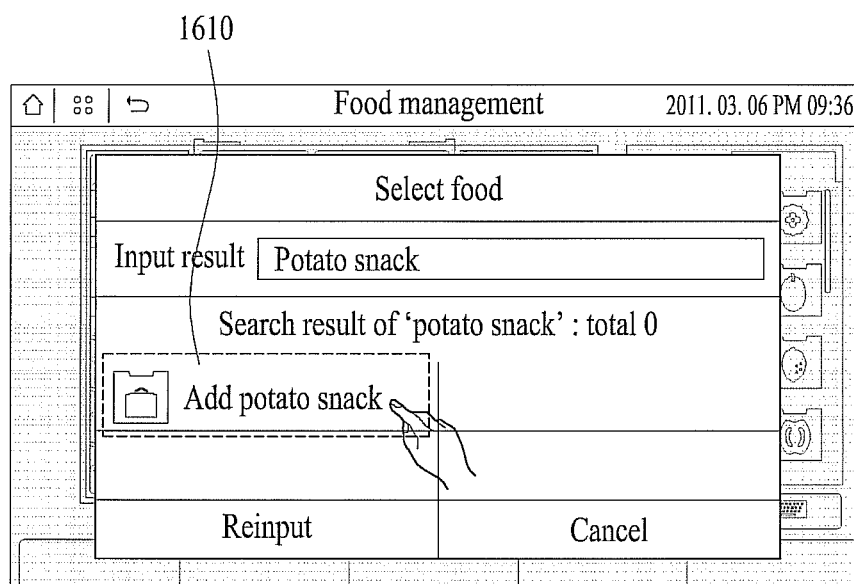 1610
Food management 2011. 03. 06 PM 09:36
Select food
Input result Potato snack
Search result of ‘potato snack’ : total 0
Add potato snack
Reinput Cancel